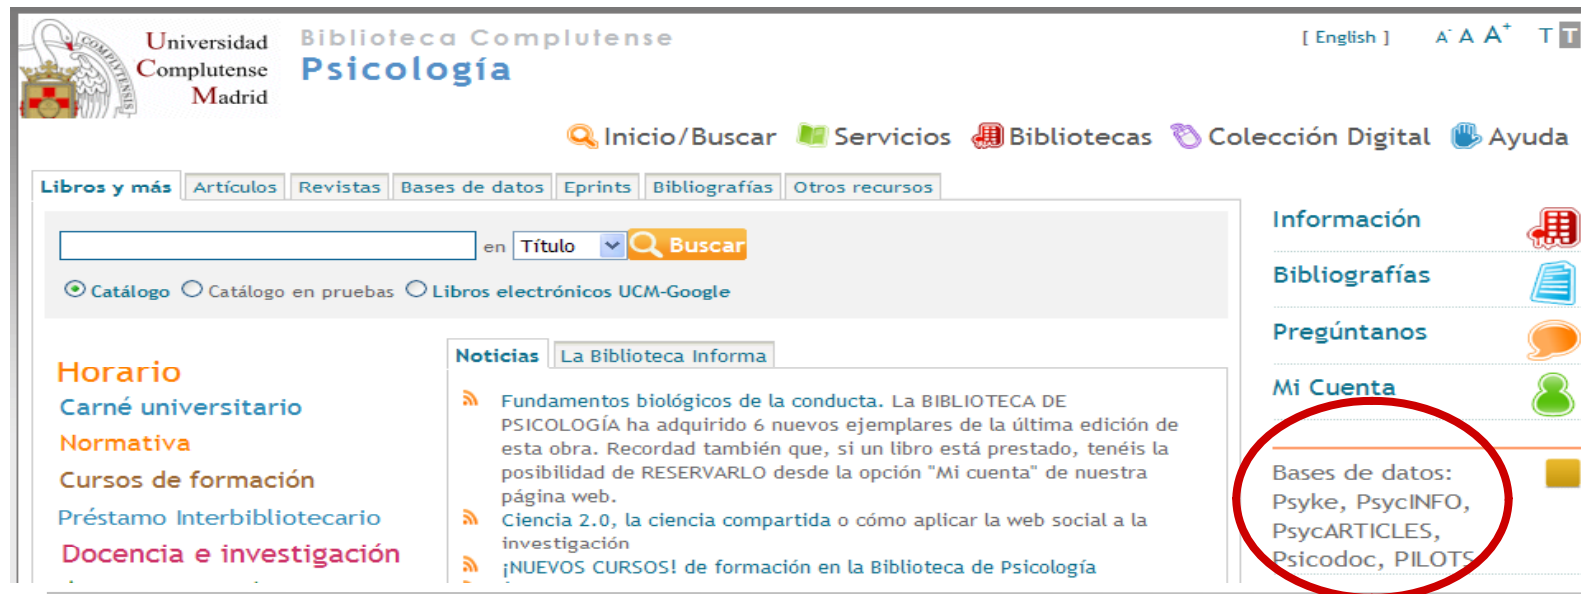 Universidad
Complutense
Madrid
Biblioteca Complutense
Psicología
[ English ] A- A A+ T T
Inicio/Buscar Servicios Bibliotecas Colección Digital Ayuda
Libros y más Artículos Revistas Bases de datos Eprints Bibliografías Otros recursos
en Título Buscar
Catálogo Catálogo en pruebas Libros electrónicos UCM-Google
Horario
Carné universitario
Normativa
Cursos de formación
Préstamo Interbibliotecario
Docencia e investigación
Noticias La Biblioteca Informa
Fundamentos biológicos de la conducta. La BIBLIOTECA DE
PSICOLOGÍA ha adquirido 6 nuevos ejemplares de la última edición de
esta obra. Recordad también que, si un libro está prestado, tenéis la
posibilidad de RESERVARLO desde la opción "Mi cuenta" de nuestra
página web.
Ciencia 2.0, la ciencia compartida o cómo aplicar la web social a la
investigación
¡NUEVOS CURSOS! de formación en la Biblioteca de Psicología
Información
Bibliografías
Pregúntanos
Mi Cuenta
Bases de datos:
Psyke, PsycINFO,
PsycARTICLES,
Psicodoc, PILOTS